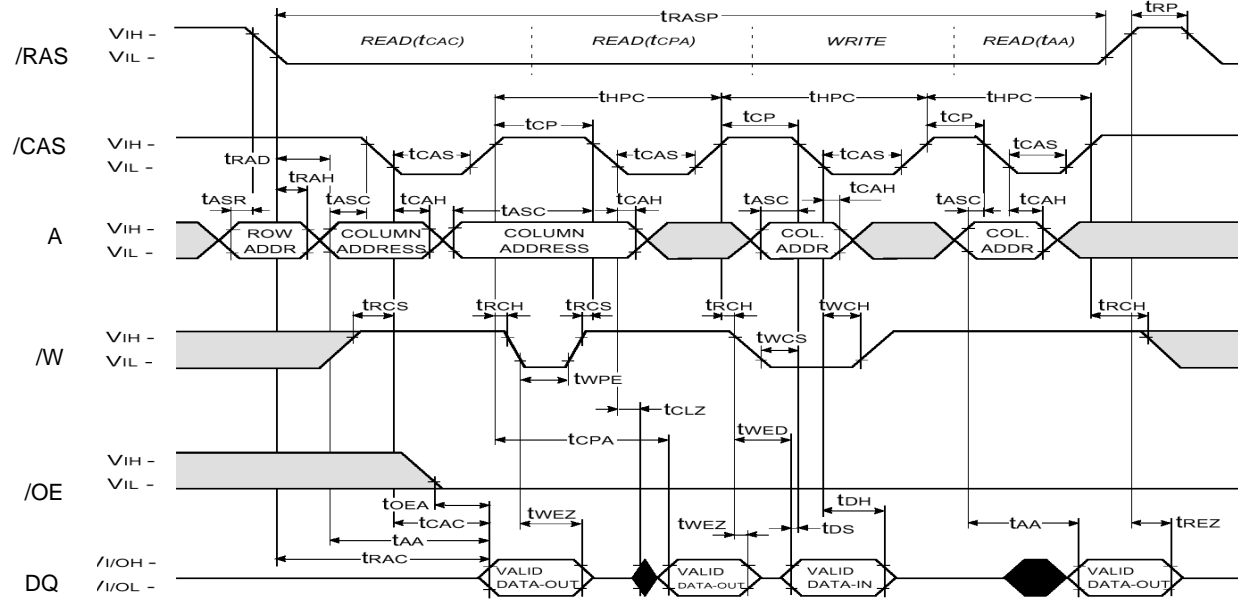 tRASP
tRP
VIH –
READ(tCAC)
READ(tCPA)
WRITE
READ(tAA)
/RAS
VIL –
tHPC
tHPC
tHPC
tCP
tCP
tCP
/CAS
VIH –
VIL –
tRAD
tCAS
tCAS
tCAS
tCAS
tRAH
tASR
tASC
tCAH
tASC
tCAH
tASC
tCAH
tASC
tCAH
A
VIH –
VIL –
ROW
ADDR
COLUMN
ADDRESS
COLUMN
ADDRESS
COL.
ADDR
COL.
ADDR
tRCS
tRCH
tRCS
tRCH
tWCH
tRCH
/W
VIH –
VIL –
tWCS
tWPE
tCLZ
tCPA
tWED
/OE
VIH –
VIL –
tOEA
tCAC
tWEZ
tWEZ
tDH
tDS
tAA
tREZ
tAA
tRAC
DQ
VI/OH –
VI/OL –
VALID
DATA-OUT
VALID
DATA-OUT
VALID
DATA-IN
VALID
DATA-OUT